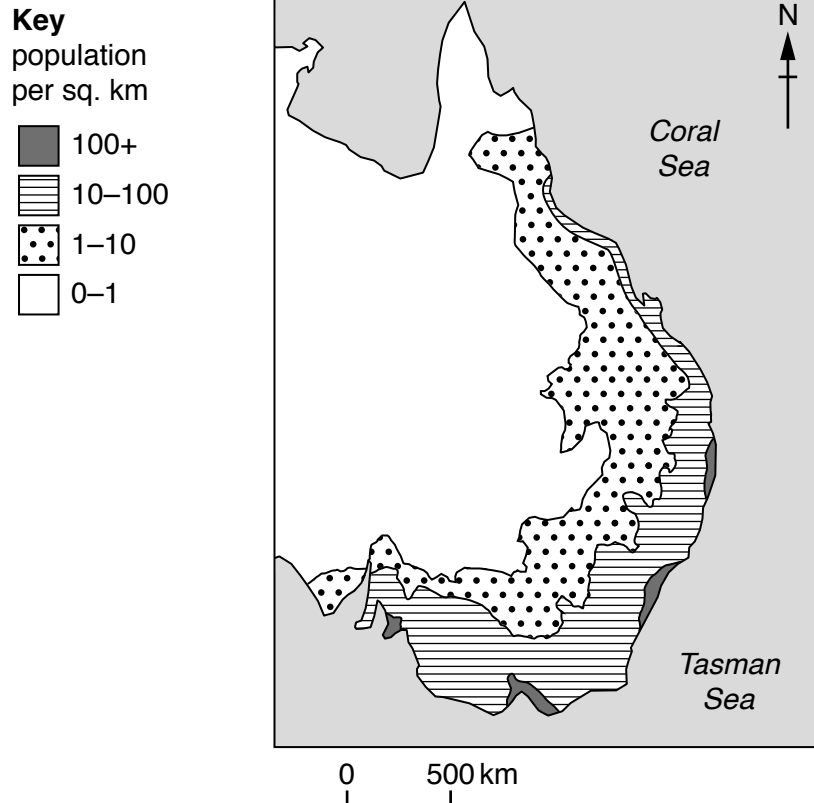 Key
population
per sq. km
100+
10–100
1–10
0–1
N
Coral
Sea
Tasman
Sea
0 500 km